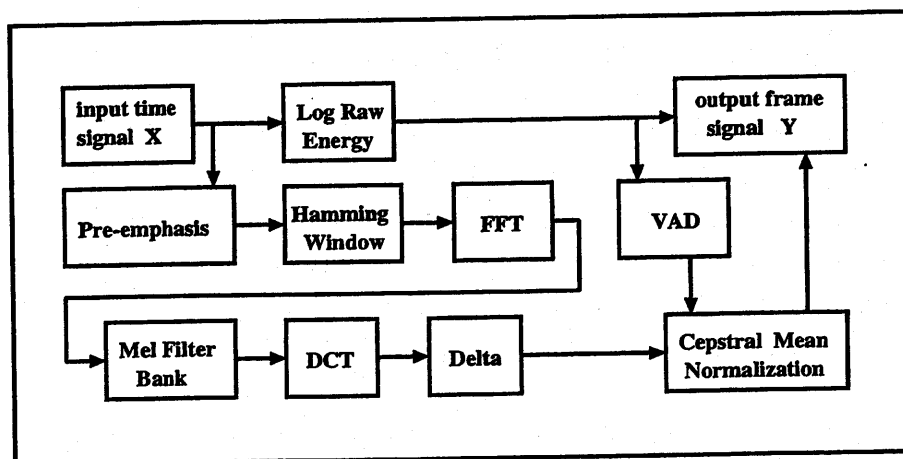 input time
signal X
Log Raw
Energy
output frame
signal Y
Pre-emphasis
Hamming
Window
FFT
VAD
Mel Filter
Bank
DCT
Delta
Cepstral Mean
Normalization